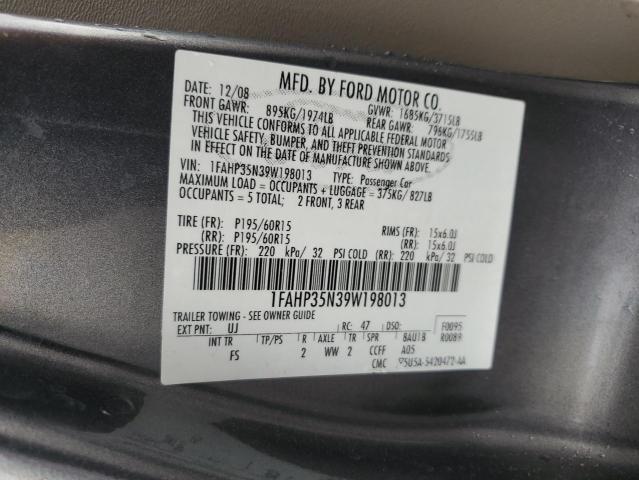 MFD. BY FORD MOTOR CO.
DATE: 12/08 GVWR: 1685KG/3715LB
FRONT GAWR: 895KG/1974LB REAR GAWR: 796KG/1755LB
THIS VEHICLE CONFORMS TO ALL APPLICABLE FEDERAL MOTOR
VEHICLE SAFETY, BUMPER, AND THEFT PREVENTION STANDARDS
IN EFFECT ON THE DATE OF MANUFACTURE SHOWN ABOVE.
VIN: 1FAHP35N39W198013 TYPE: Passenger Car
MAXIMUM LOAD = OCCUPANTS + LUGGAGE = 375KG/ 827LB
OCCUPANTS = 5 TOTAL; 2 FRONT, 3 REAR
TIRE (FR): P195/60R15 RIMS (FR): 15x6.0J
(RR): P195/60R15 (RR): 15x6.0J
PRESSURE (FR): 220 kPa/ 32 PSI COLD (RR): 220 kPa/ 32 PSI COLD
1FAHP35N39W198013
TRAILER TOWING - SEE OWNER GUIDE
EXT PNT: UJ RC: 47 DSO: F0095
INT TR TP/PS R AXLE TR SPR BAU1B R0089
FS 2 WW 2 CCFF A05
CMC 5U5A-5420472-AA